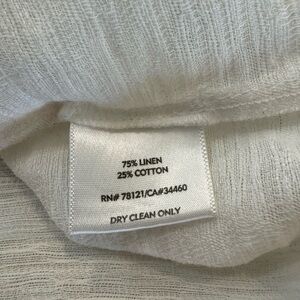 75% LINEN
25% COTTON
RN# 78121/CA#34460
DRY CLEAN ONLY